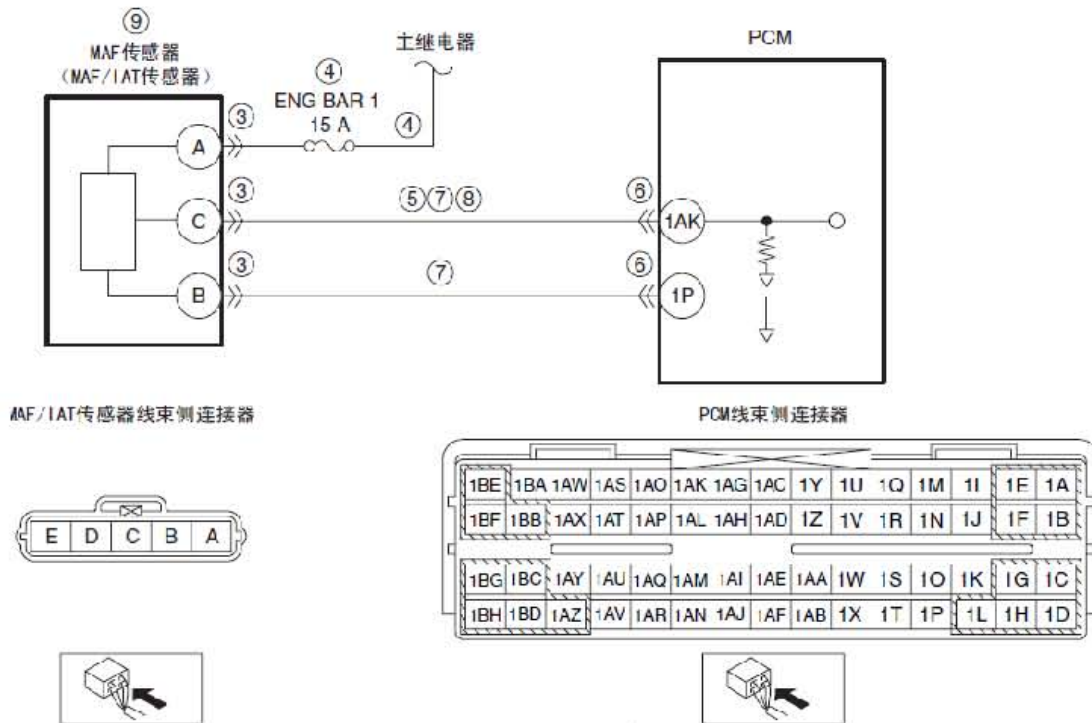 ⑨
MAF传感器
（MAF/IAT传感器）
主继电器
PCM
④
ENG BAR 1
15 A
④
③
A
③
C
⑤⑦⑧
⑥
1AK
③
B
⑦
⑥
1P
MAF/IAT传感器线束侧连接器
PCM线束侧连接器
E D C B A
1BE 1BA 1AW 1AS 1AO 1AK 1AG 1AC 1Y 1U 1Q 1M 1I 1E 1A
1BF 1BB 1AX 1AT 1AP 1AL 1AH 1AD 1Z 1V 1R 1N 1J 1F 1B
1BG 1BC 1AY 1AU 1AQ 1AM 1AI 1AE 1AA 1W 1S 1O 1K 1G 1C
1BH 1BD 1AZ 1AV 1AR 1AN 1AJ 1AF 1AB 1X 1T 1P 1L 1H 1D